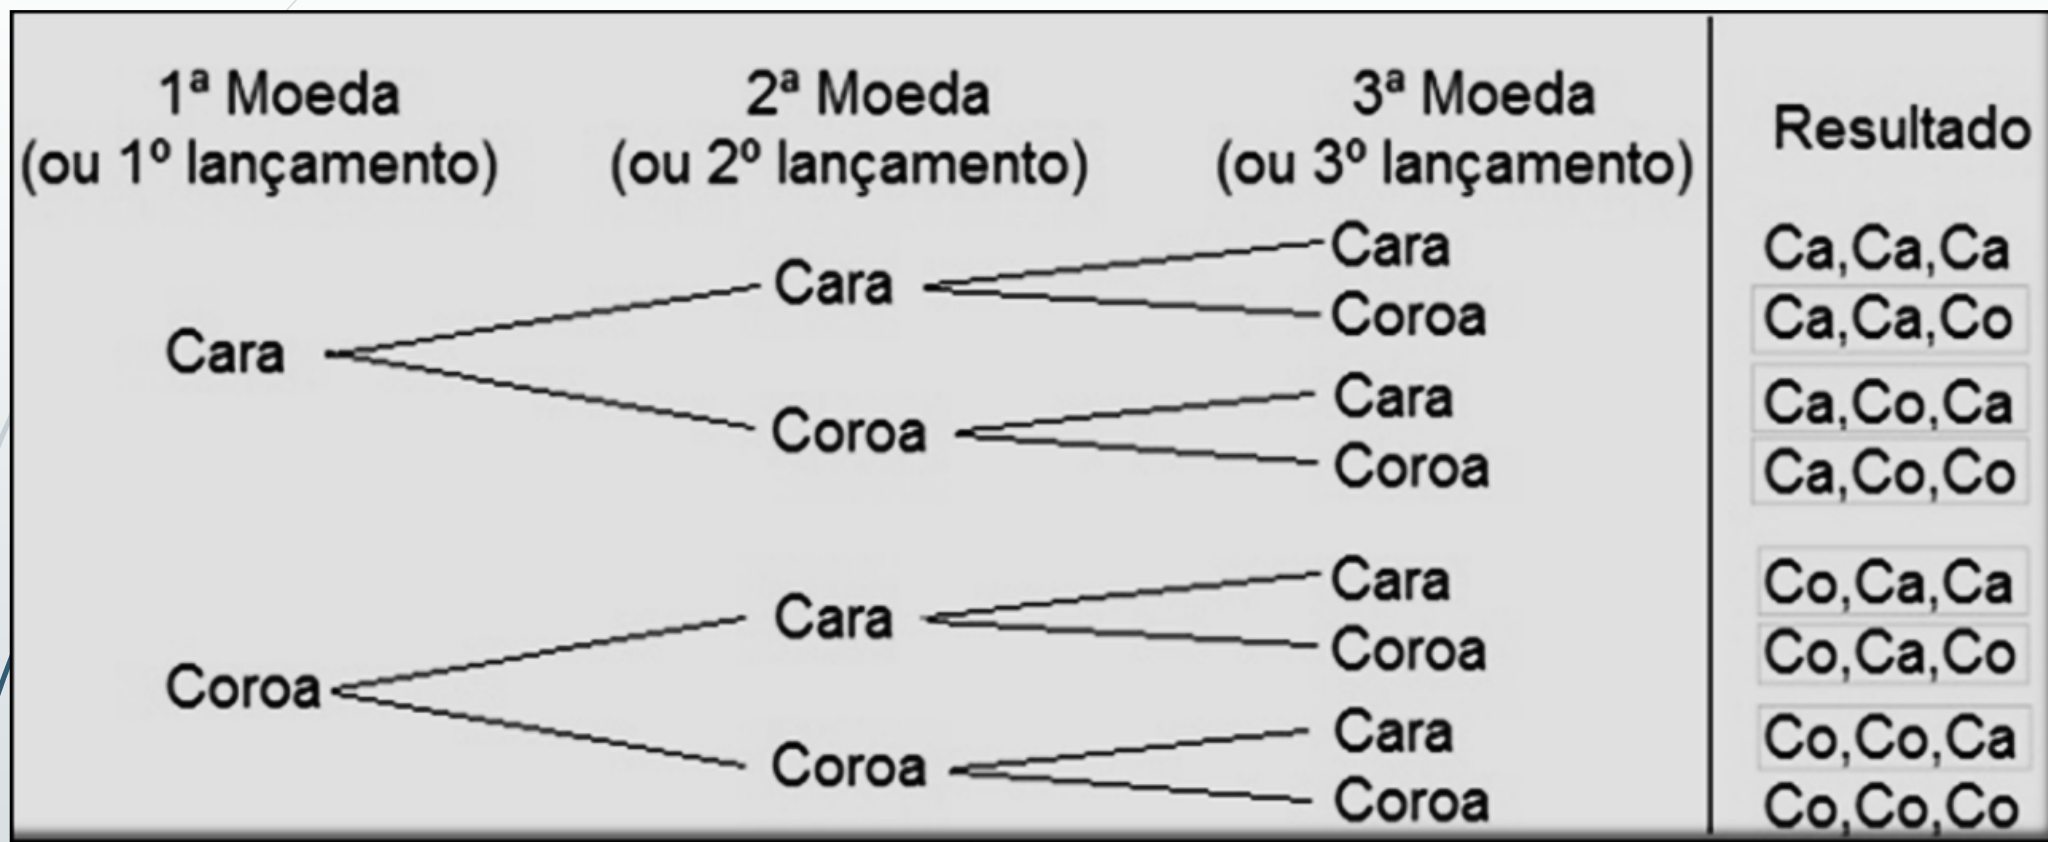 1ª Moeda
(ou 1º lançamento)
2ª Moeda
(ou 2º lançamento)
3ª Moeda
(ou 3º lançamento)
Resultado
Cara
Coroa
Cara
Coroa
Cara
Coroa
Cara
Coroa
Cara
Coroa
Cara
Coroa
Cara
Coroa
Ca,Ca,Ca
Ca,Ca,Co
Ca,Co,Ca
Ca,Co,Co
Co,Ca,Ca
Co,Ca,Co
Co,Co,Ca
Co,Co,Co